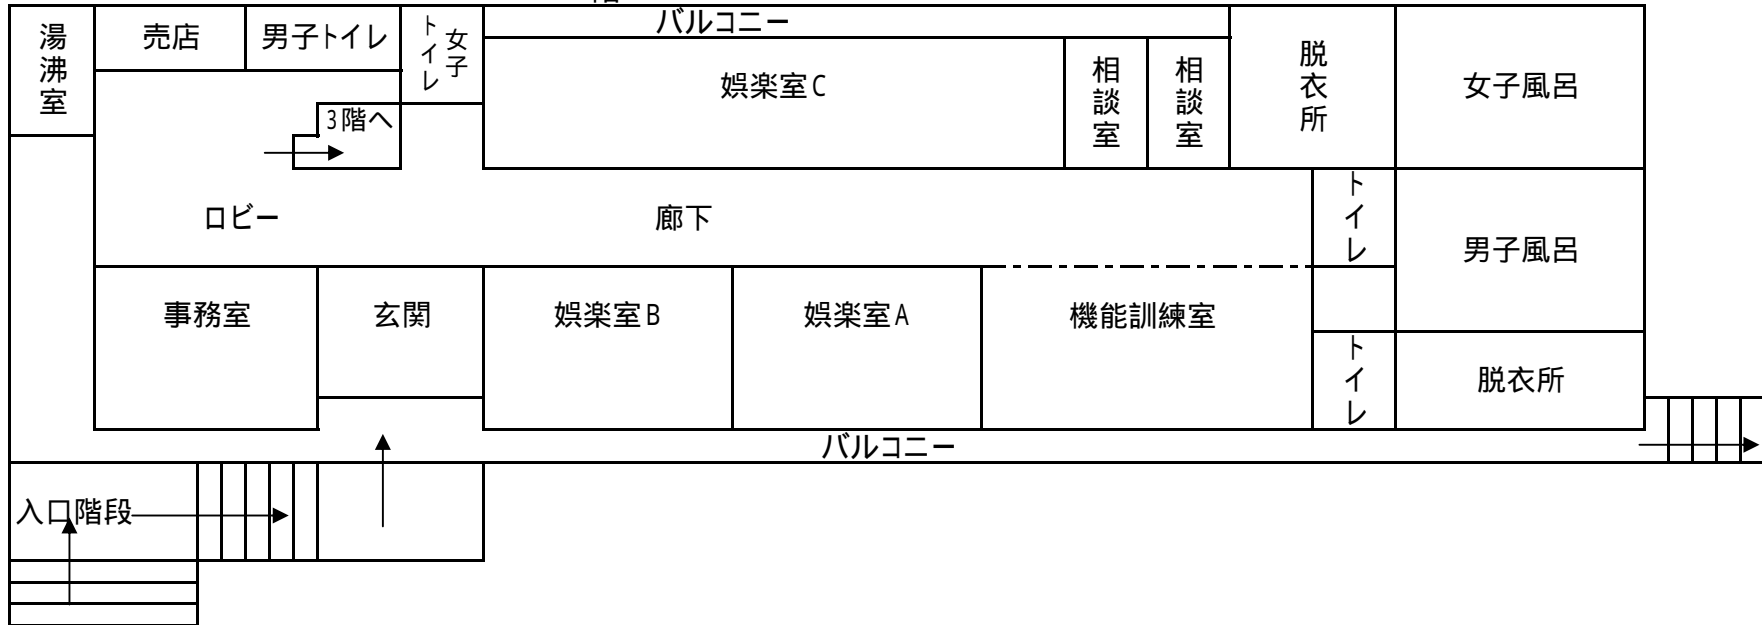 バルコニー
湯沸室
売店
男子トイレ
女子トイレ
娯楽室C
相談室
相談室
脱衣所
女子風呂
3階へ
ロビー
廊下
トイレ
男子風呂
事務室
玄関
娯楽室B
娯楽室A
機能訓練室
トイレ
脱衣所
バルコニー
入口階段